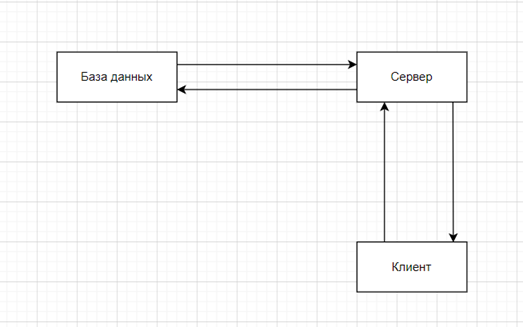 База данных
Сервер
Клиент